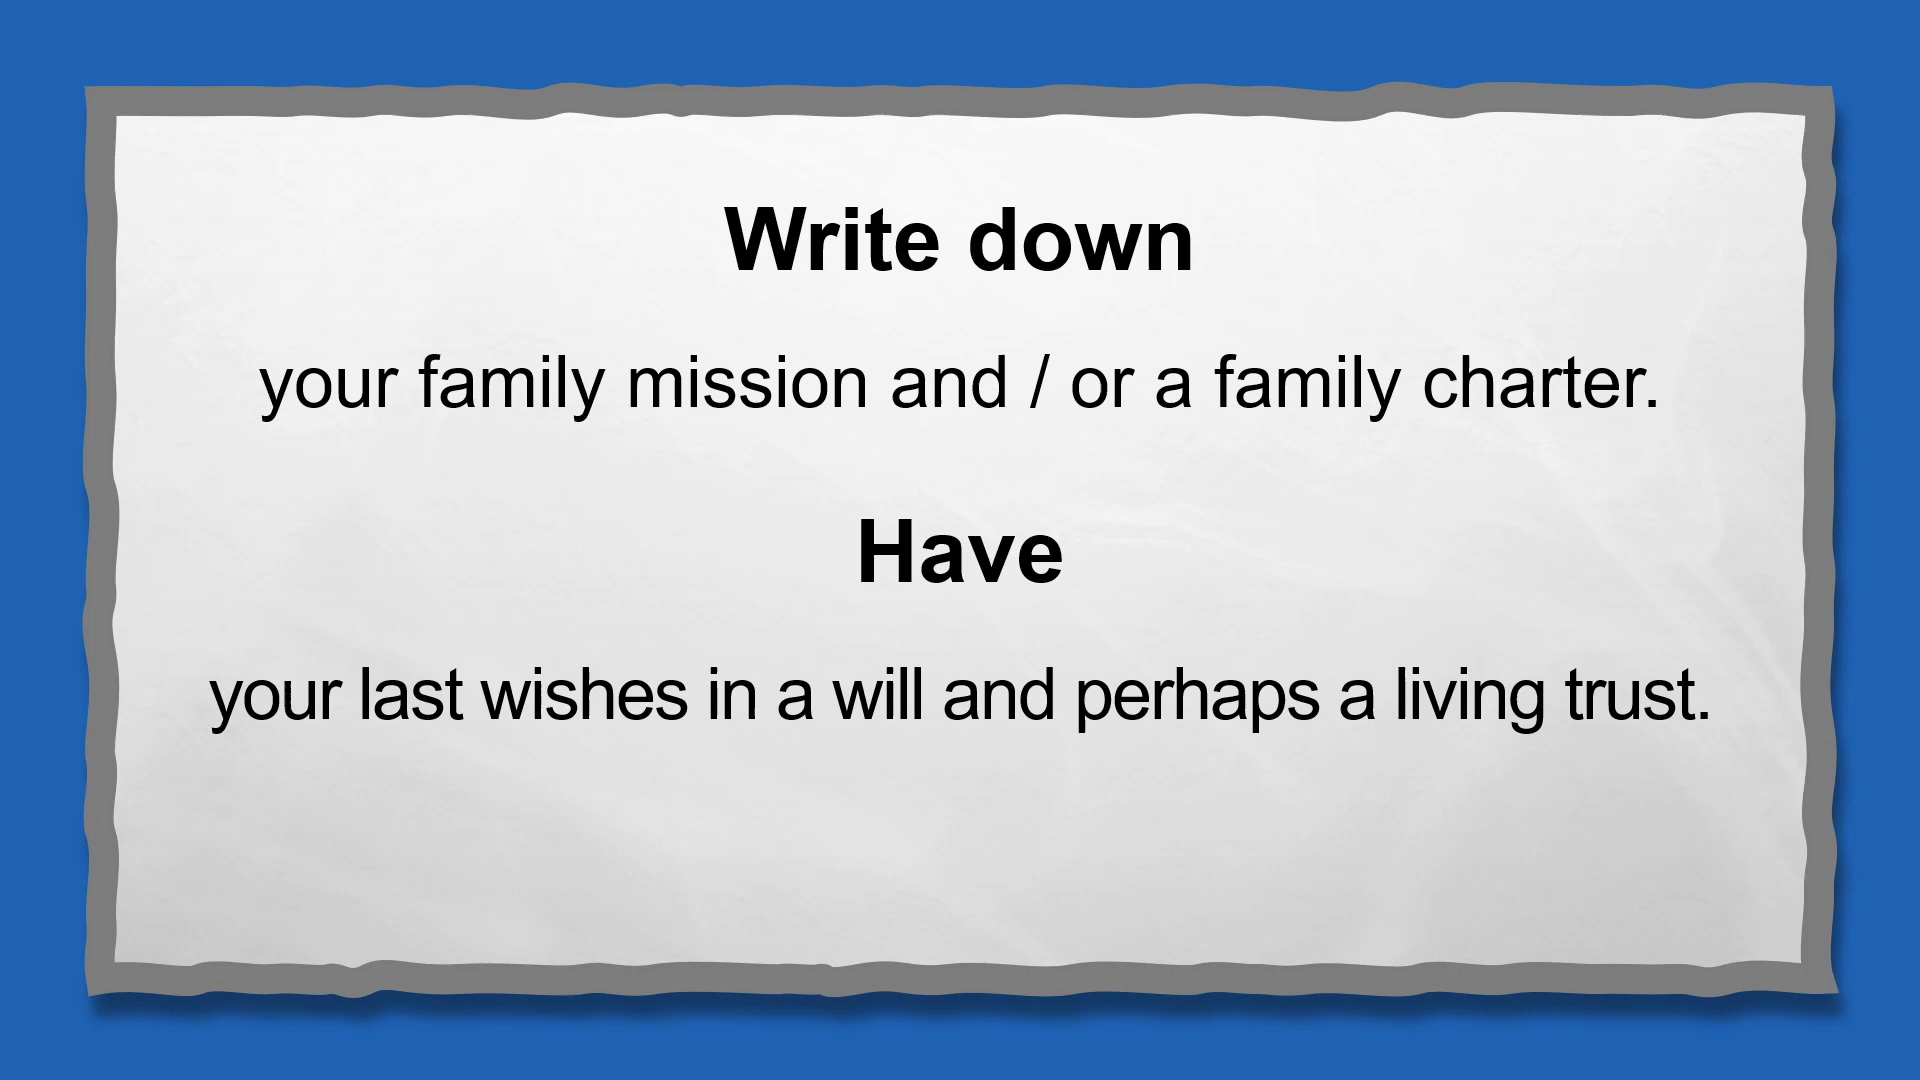 Write down
your family mission and / or a family charter.
Have
your last wishes in a will and perhaps a living trust.